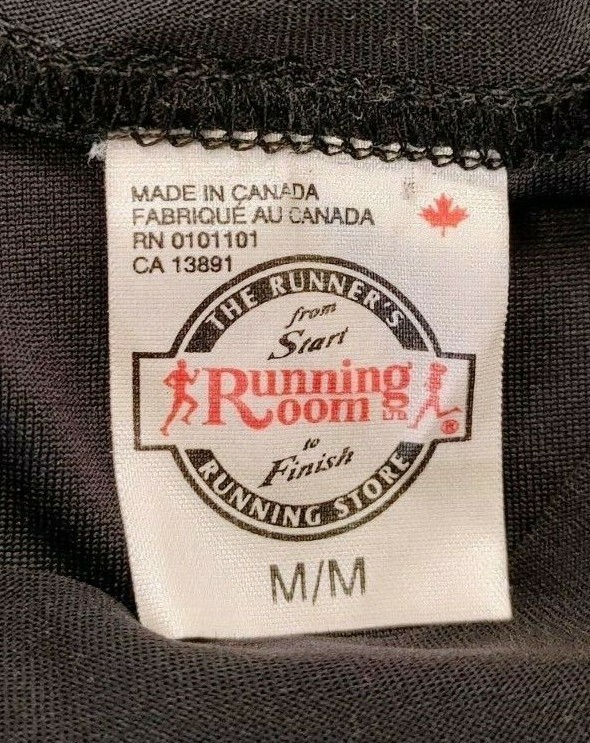 MADE IN CANADA
FABRIQUÉ AU CANADA
RN 0101101
CA 13891
THE RUNNER'S
from
Start
Running
Room
®
to
Finish
RUNNING STORE
M/M